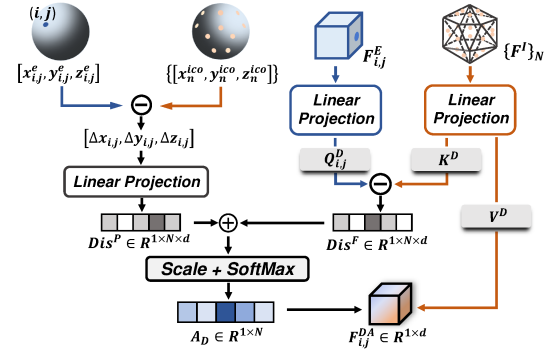 (i, j)
[x^e_{i,j}, y^e_{i,j}, z^e_{i,j}]
{[x^{ico}_n, y^{ico}_n, z^{ico}_n]}
F^E_{i,j}
{F^I}_N
[Δx_{i,j}, Δy_{i,j}, Δz_{i,j}]
Linear Projection
Linear
Projection
Linear
Projection
Q^D_{i,j}
K^D
V^D
Dis^P ∈ R^{1×N×d}
Dis^F ∈ R^{1×N×d}
Scale + SoftMax
A_D ∈ R^{1×N}
F^{DA}_{i,j} ∈ R^{1×d}